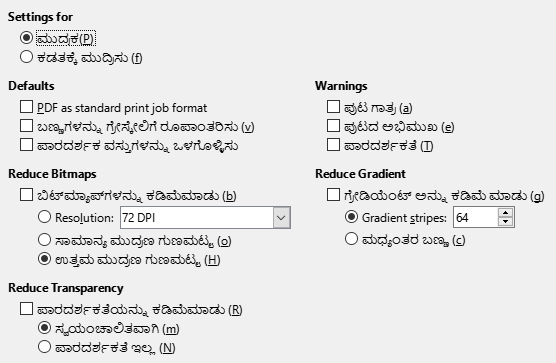 Settings for
ಮುದ್ರಕ(P)
ಕಡತಕ್ಕೆ ಮುದ್ರಿಸು (f)
Defaults
PDF as standard print job format
ಬಣ್ಣಗಳನ್ನು ಗ್ರೇಸ್ಕೇಲಿಗೆ ರೂಪಾಂತರಿಸು (v)
ಪಾರದರ್ಶಕ ವಸ್ತುಗಳನ್ನು ಒಳಗೊಳ್ಳಿಸು
Warnings
ಪುಟ ಗಾತ್ರ (a)
ಪುಟದ ಅಭಿಮುಖ (e)
ಪಾರದರ್ಶಕತೆ (T)
Reduce Bitmaps
ಬಿಟ್‌ಮ್ಯಾಪ್‌ಗಳನ್ನು ಕಡಿಮೆಮಾಡು (b)
Resolution: 72 DPI
ಸಾಮಾನ್ಯ ಮುದ್ರಣ ಗುಣಮಟ್ಟ (o)
ಉತ್ತಮ ಮುದ್ರಣ ಗುಣಮಟ್ಟ (H)
Reduce Gradient
ಗ್ರೇಡಿಯೆಂಟ್ ಅನ್ನು ಕಡಿಮೆ ಮಾಡು (g)
Gradient stripes: 64
ಮಧ್ಯಂತರ ಬಣ್ಣ (c)
Reduce Transparency
ಪಾರದರ್ಶಕತೆಯನ್ನು ಕಡಿಮೆಮಾಡು (R)
ಸ್ವಯಂಚಾಲಿತವಾಗಿ (m)
ಪಾರದರ್ಶಕತೆ ಇಲ್ಲ (N)